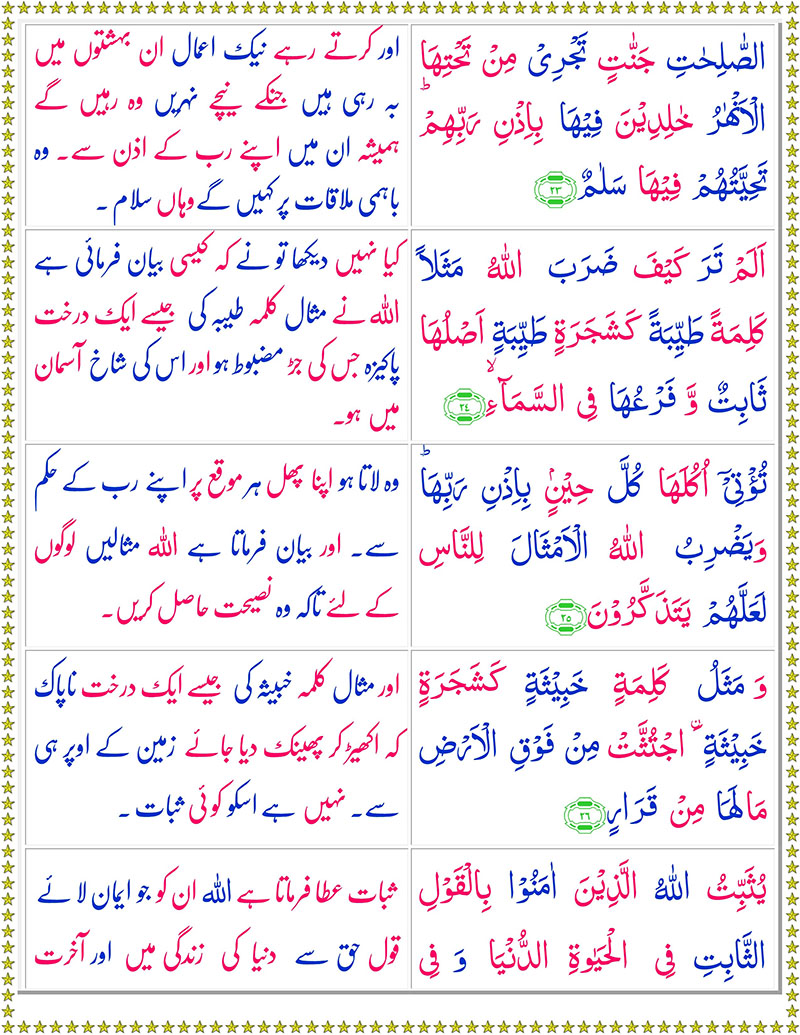 الصّٰلِحٰتِ جَنّٰتٍ تَجْرِیْ مِنْ تَحْتِهَا
الْاَنْهٰرُ خٰلِدِیْنَ فِیْهَا بِاِذْنِ رَبِّهِمْ ؕ
تَحِیَّتُهُمْ فِیْهَا سَلٰمٌ ﴿۲۳﴾
اور کرتے رہے نیک اعمال ان بہشتوں میں
بہ رہی ہیں جنکے نیچے نہریں وہ رہیں گے
ہمیشہ ان میں اپنے رب کے اذن سے۔ وہ
باہمی ملاقات پر کہیں گے وہاں سلام ۔
اَلَمْ تَرَ کَیْفَ ضَرَبَ اللّٰهُ مَثَلًا
کَلِمَةً طَیِّبَةً کَشَجَرَةٍ طَیِّبَةٍ اَصْلُهَا
ثَابِتٌ وَّ فَرْعُهَا فِی السَّمَآءِ ۙ ﴿۲۴﴾
کیا نہیں دیکھا تو نے کہ کیسی بیان فرمائی ہے
اللہ نے مثال کلمہ طیبہ کی جیسے ایک درخت
پاکیزہ جس کی جڑ مضبوط ہو اور اس کی شاخ آسمان
میں ہو۔
تُؤْتِیْۤ اُکُلَهَا کُلَّ حِیْنٍۭ بِاِذْنِ رَبِّهَا ؕ
وَیَضْرِبُ اللّٰهُ الْاَمْثَالَ لِلنَّاسِ
لَعَلَّهُمْ یَتَذَکَّرُوْنَ ﴿۲۵﴾
وہ لاتا ہو اپنا پھل ہر موقع پر اپنے رب کے حکم
سے۔ اور بیان فرماتا ہے اللہ مثالیں لوگوں
کے لئے تاکہ وہ نصیحت حاصل کریں۔
وَ مَثَلُ کَلِمَةٍ خَبِیْثَةٍ کَشَجَرَةٍ
خَبِیْثَةِ ۣ اجْتُثَّتْ مِنْ فَوْقِ الْاَرْضِ
مَالَهَا مِنْ قَرَارٍ ﴿۲۶﴾
اور مثال کلمہ خبیثہ کی جیسے ایک درخت ناپاک
کہ اکھیڑ کر پھینک دیا جائے زمین کے اوپر ہی
سے۔ نہیں ہے اسکو کوئی ثبات ۔
یُثَبِّتُ اللّٰهُ الَّذِیْنَ اٰمَنُوْا بِالْقَوْلِ
الثَّابِتِ فِی الْحَیٰوةِ الدُّنْیَا وَ فِی
ثبات عطا فرماتا ہے اللہ ان کو جو ایمان لائے
قول حق سے دنیا کی زندگی میں اور آخرت